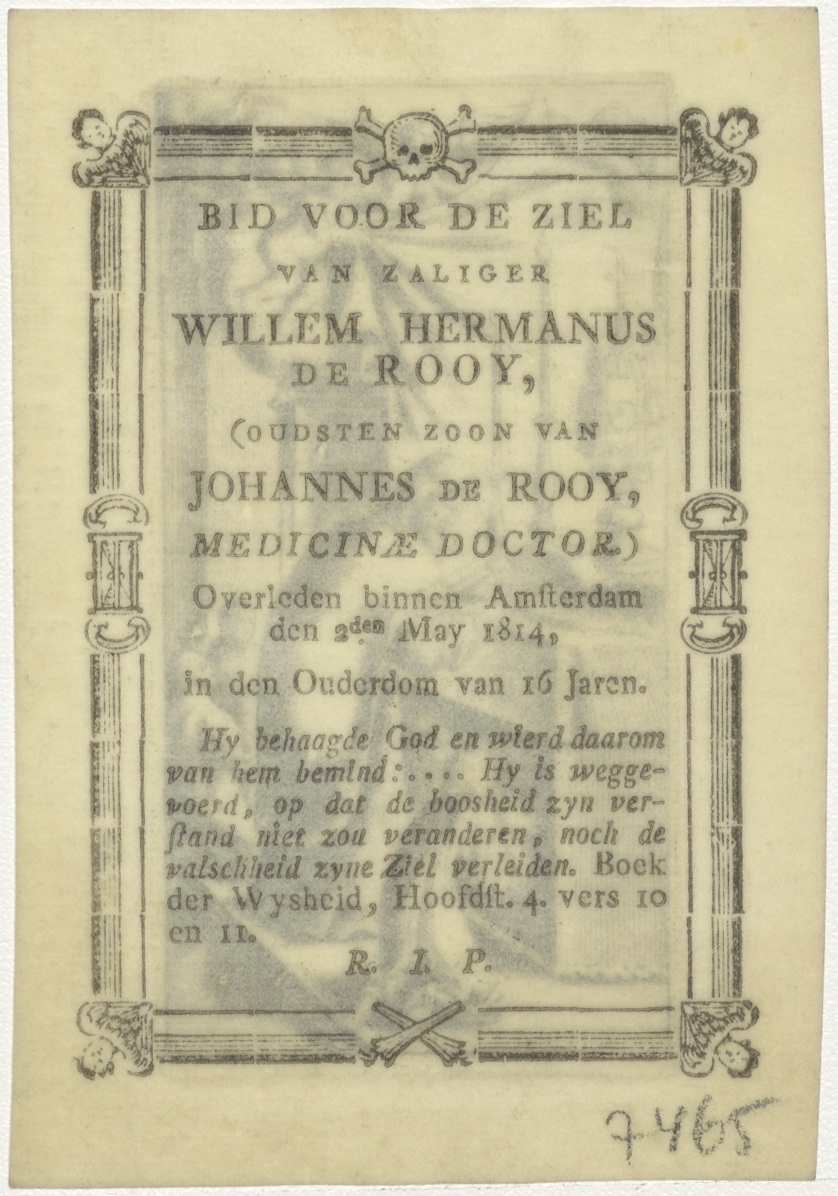 BID VOOR DE ZIEL
VAN ZALIGER
WILLEM HERMANUS
DE ROOY,
(OUDSTEN ZOON VAN
JOHANNES DE ROOY,
MEDICINÆ DOCTOR.)
Overleden binnen Amſterdam
den 2den May 1814,
in den Ouderdom van 16 Jaren.
Hy behaagde God en wierd daarom
van hem bemind:.... Hy is wegge-
voerd, op dat de boosheid zyn ver-
ſtand niet zou veranderen, noch de
valschheid zyne Ziel verleiden. Boek
der Wysheid, Hoofdſt. 4. vers 10
en 11.
R. I. P.
7465